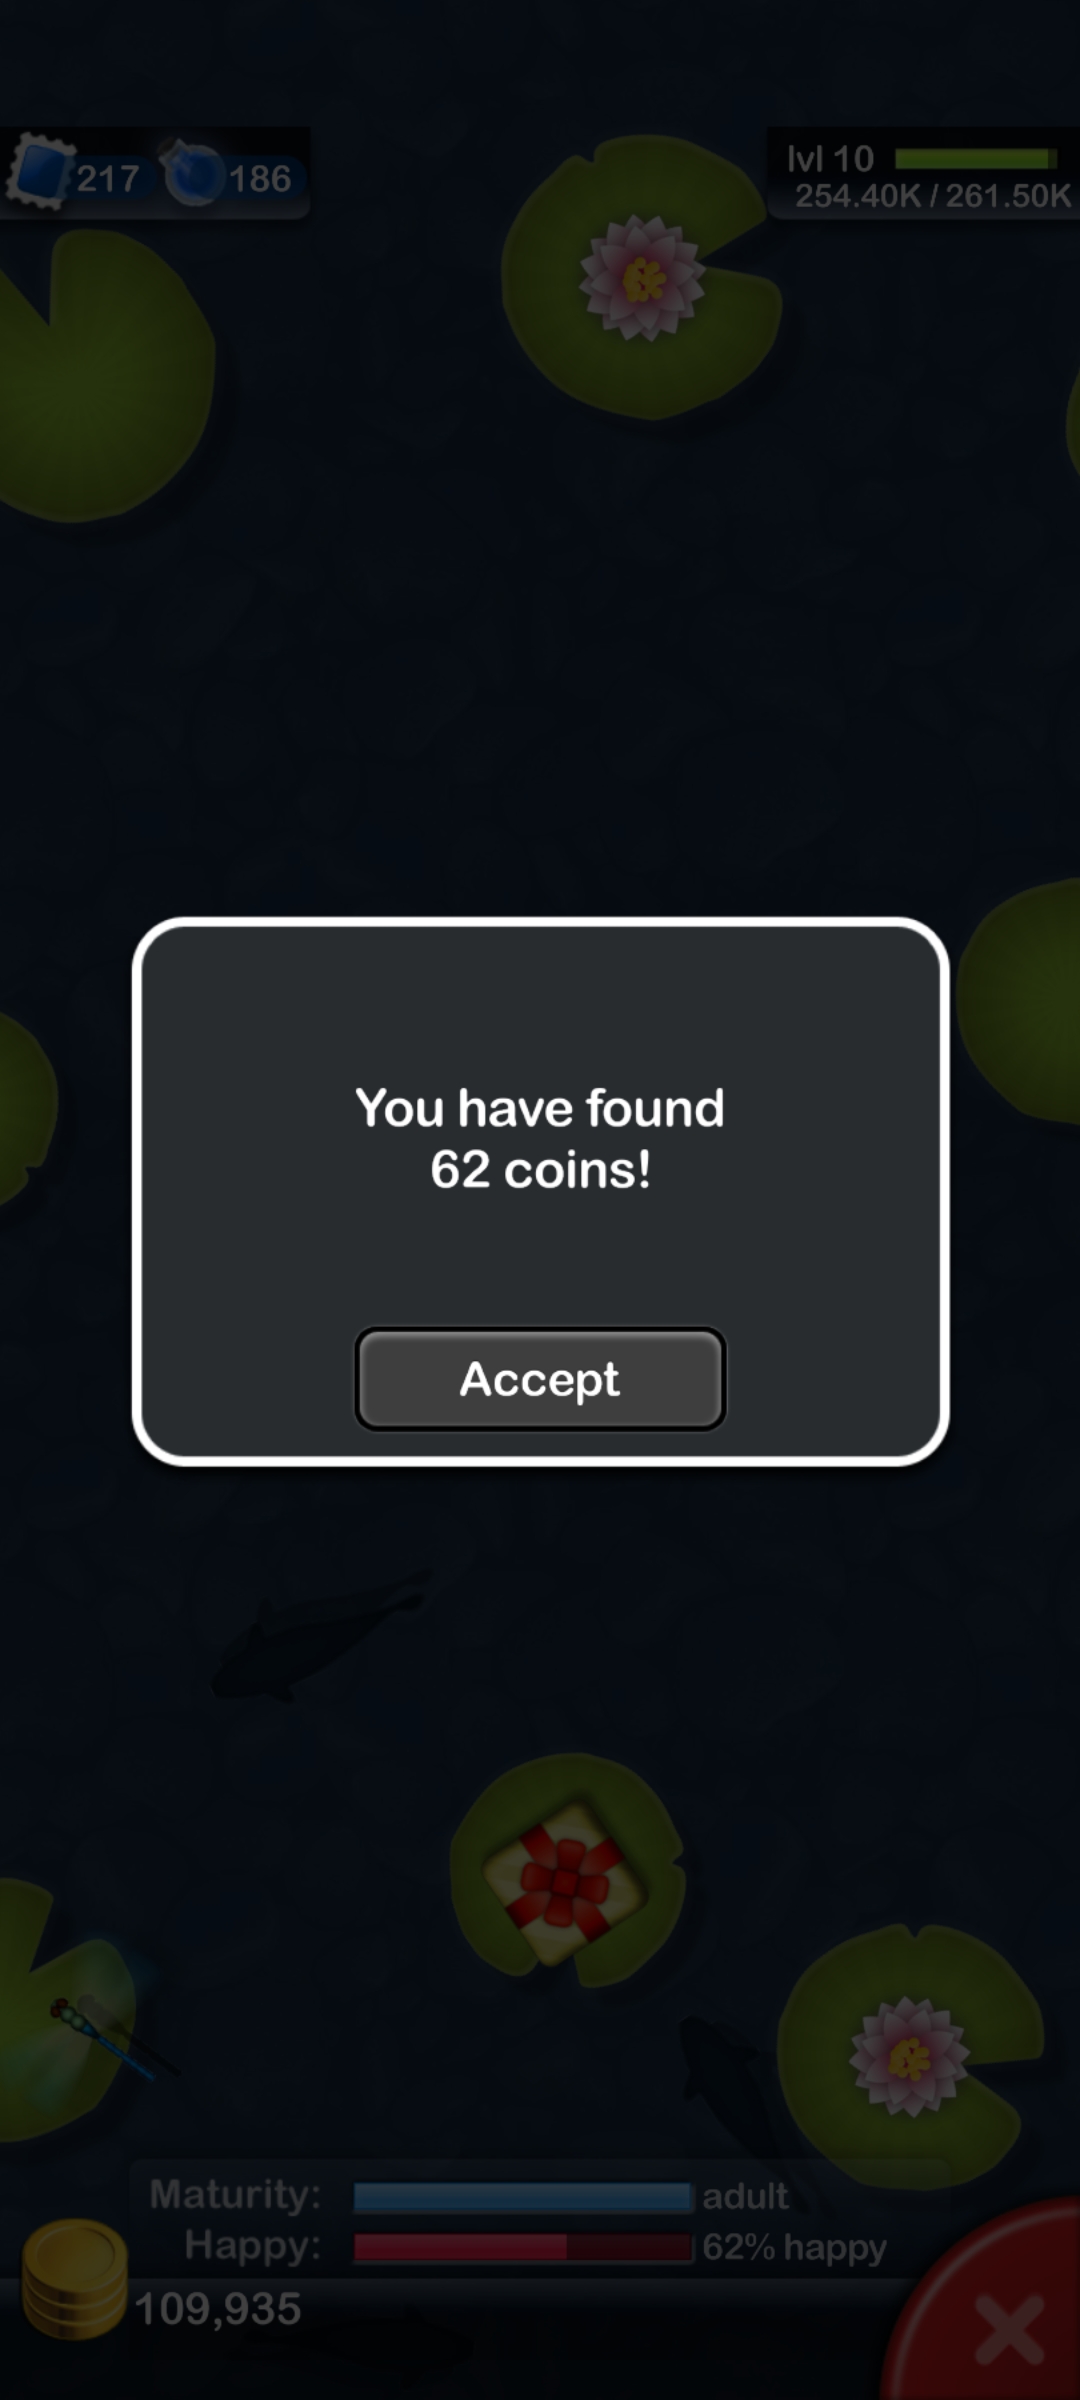 217
186
lvl 10
254.40K / 261.50K
You have found
62 coins!
Accept
Maturity:
adult
Happy:
62% happy
109,935